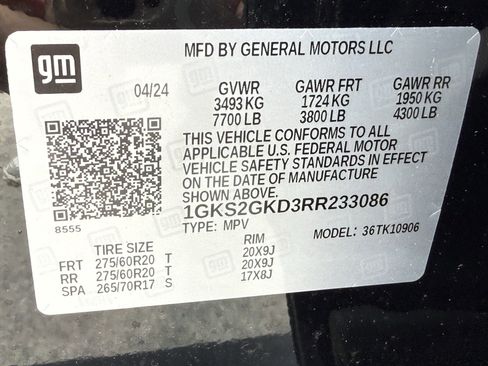 gm
MFD BY GENERAL MOTORS LLC
04/24 GVWR GAWR FRT GAWR RR
3493 KG 1724 KG 1950 KG
7700 LB 3800 LB 4300 LB
THIS VEHICLE CONFORMS TO ALL
APPLICABLE U.S. FEDERAL MOTOR
VEHICLE SAFETY STANDARDS IN EFFECT
ON THE DATE OF MANUFACTURE
SHOWN ABOVE.
8555
1GKS2GKD3RR233086
TYPE: MPV MODEL: 36TK10906
TIRE SIZE RIM
FRT 275/60R20 T 20X9J
RR 275/60R20 T 20X9J
SPA 265/70R17 S 17X8J